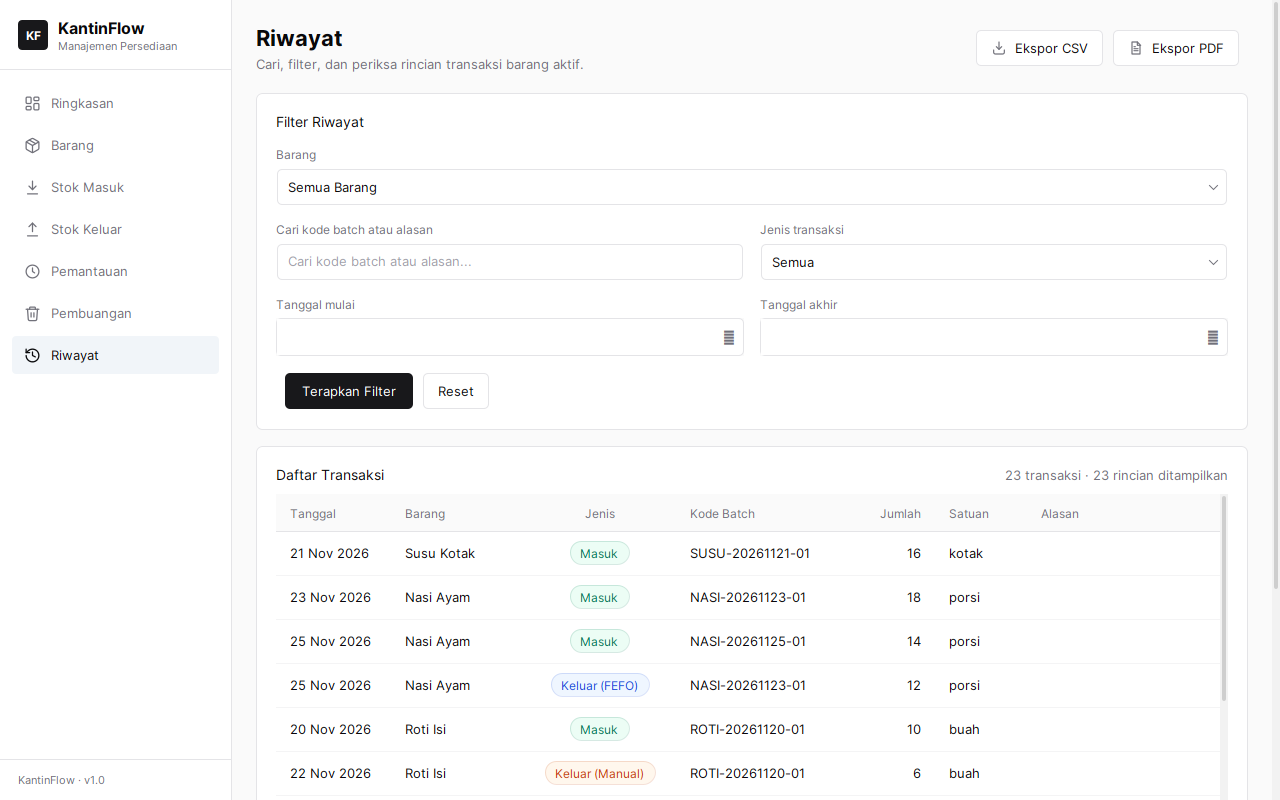 KF
KantinFlow
Manajemen Persediaan
Ringkasan
Barang
Stok Masuk
Stok Keluar
Pemantauan
Pembuangan
Riwayat
KantinFlow · v1.0
Riwayat
Cari, filter, dan periksa rincian transaksi barang aktif.
Ekspor CSV
Ekspor PDF
Filter Riwayat
Barang
Semua Barang
Cari kode batch atau alasan
Jenis transaksi
Cari kode batch atau alasan...
Semua
Tanggal mulai
Tanggal akhir
Terapkan Filter
Reset
Daftar Transaksi
23 transaksi · 23 rincian ditampilkan
Tanggal Barang Jenis Kode Batch Jumlah Satuan Alasan
21 Nov 2026 Susu Kotak Masuk SUSU-20261121-01 16 kotak
23 Nov 2026 Nasi Ayam Masuk NASI-20261123-01 18 porsi
25 Nov 2026 Nasi Ayam Masuk NASI-20261125-01 14 porsi
25 Nov 2026 Nasi Ayam Keluar (FEFO) NASI-20261123-01 12 porsi
20 Nov 2026 Roti Isi Masuk ROTI-20261120-01 10 buah
22 Nov 2026 Roti Isi Keluar (Manual) ROTI-20261120-01 6 buah